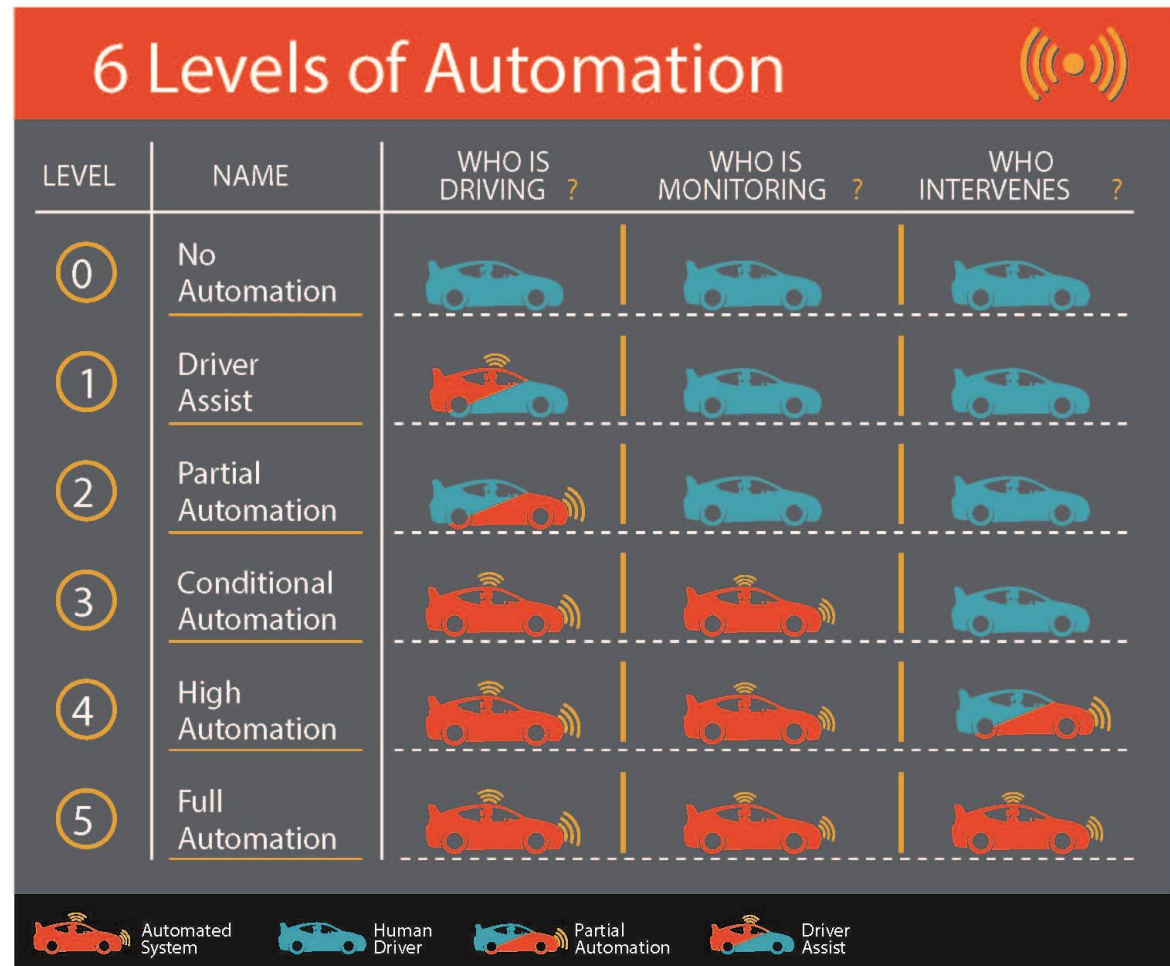 6 Levels of Automation
LEVEL
NAME
WHO IS
DRIVING ?
WHO IS
MONITORING ?
WHO
INTERVENES ?
0
No
Automation
1
Driver
Assist
2
Partial
Automation
3
Conditional
Automation
4
High
Automation
5
Full
Automation
Automated
System
Human
Driver
Partial
Automation
Driver
Assist